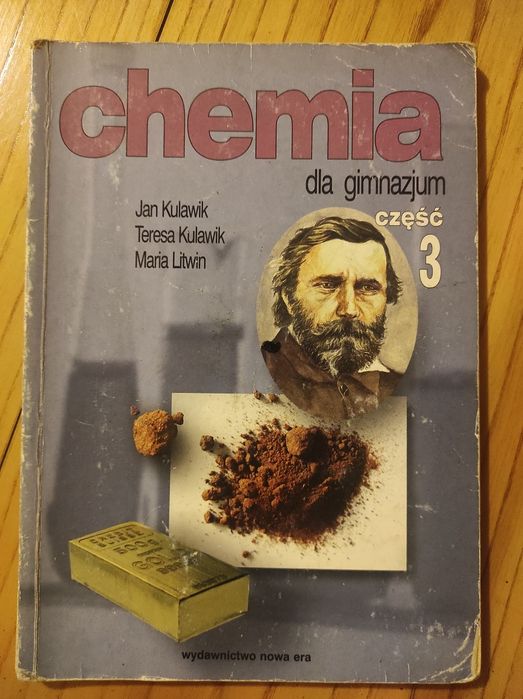 chemia
dla gimnazjum
część
3
Jan Kulawik
Teresa Kulawik
Maria Litwin
wydawnictwo nowa era